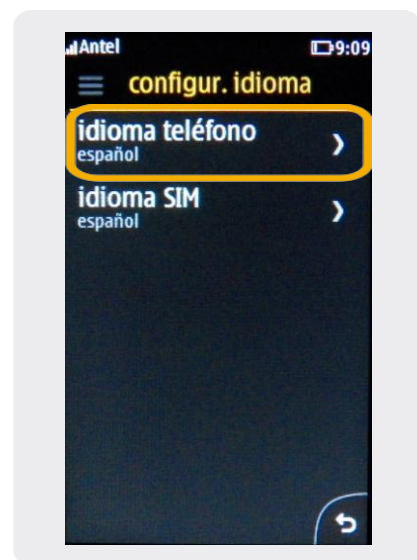 Antel 9:09
configur. idioma
idioma teléfono
español
idioma SIM
español